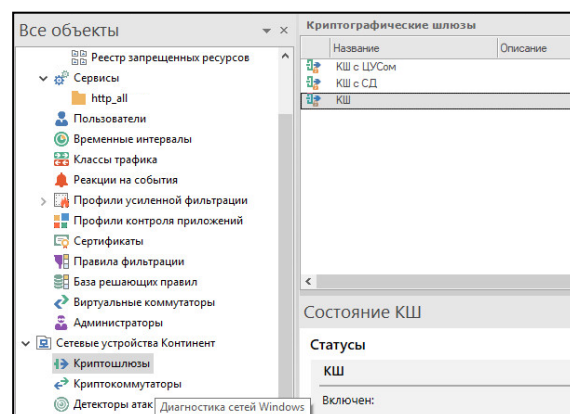 Все объекты
Реестр запрещенных ресурсов
Сервисы
http_all
Пользователи
Временные интервалы
Классы трафика
Реакции на события
Профили усиленной фильтрации
Профили контроля приложений
Сертификаты
Правила фильтрации
База решающих правил
Виртуальные коммутаторы
Администраторы
Сетевые устройства Континент
Криптошлюзы
Криптокоммутаторы
Детекторы атак
Диагностика сетей Windows
Криптографические шлюзы
Название Описание
КШ с ЦУСом
КШ с СД
КШ
Состояние КШ
Статусы
КШ
Включен: